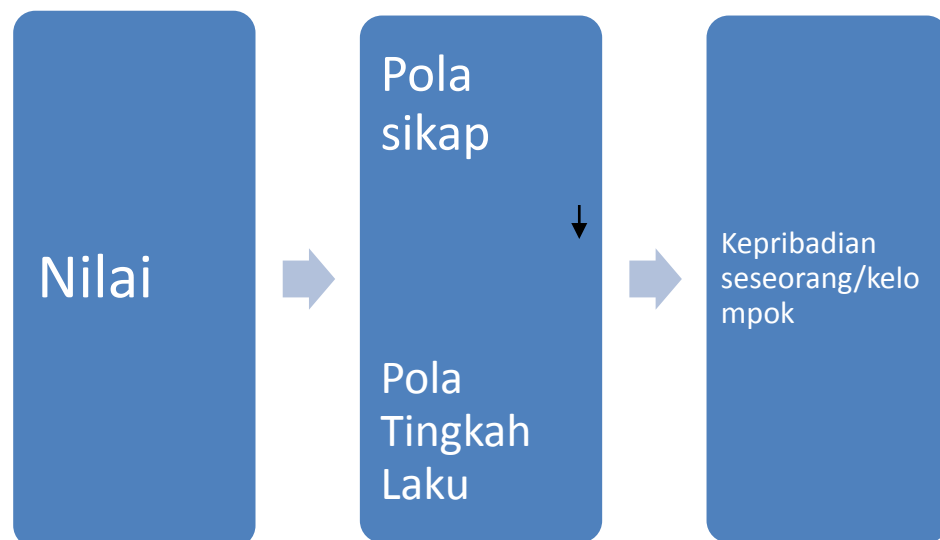 Nilai
Pola
sikap
Pola
Tingkah
Laku
Kepribadian
seseorang/kelo
mpok